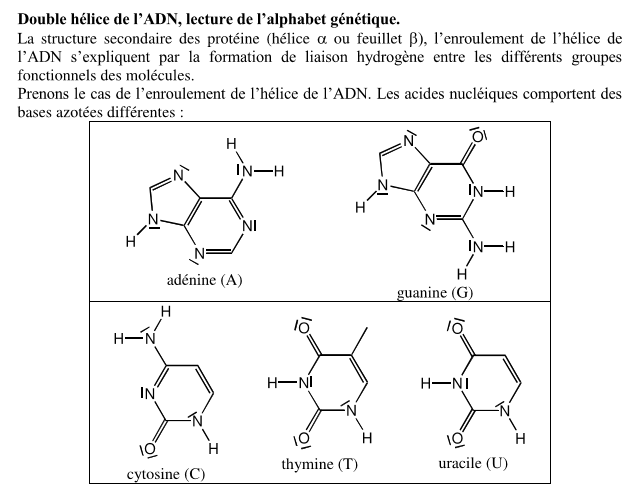 Double hélice de l'ADN, lecture de l'alphabet génétique.
La structure secondaire des protéine (hélice α ou feuillet β), l'enroulement de l'hélice de
l'ADN s'expliquent par la formation de liaison hydrogène entre les différents groupes
fonctionnels des molécules.
Prenons le cas de l'enroulement de l'hélice de l'ADN. Les acides nucléiques comportent des
bases azotées différentes :
H
N
N H
N
N
H
N
adénine (A)
N
O
N
H
N H
N
N H
H
guanine (G)
H
H N
N
N
O
H
cytosine (C)
O
H N
N
O
H
thymine (T)
O
H N
N
O
H
uracile (U)